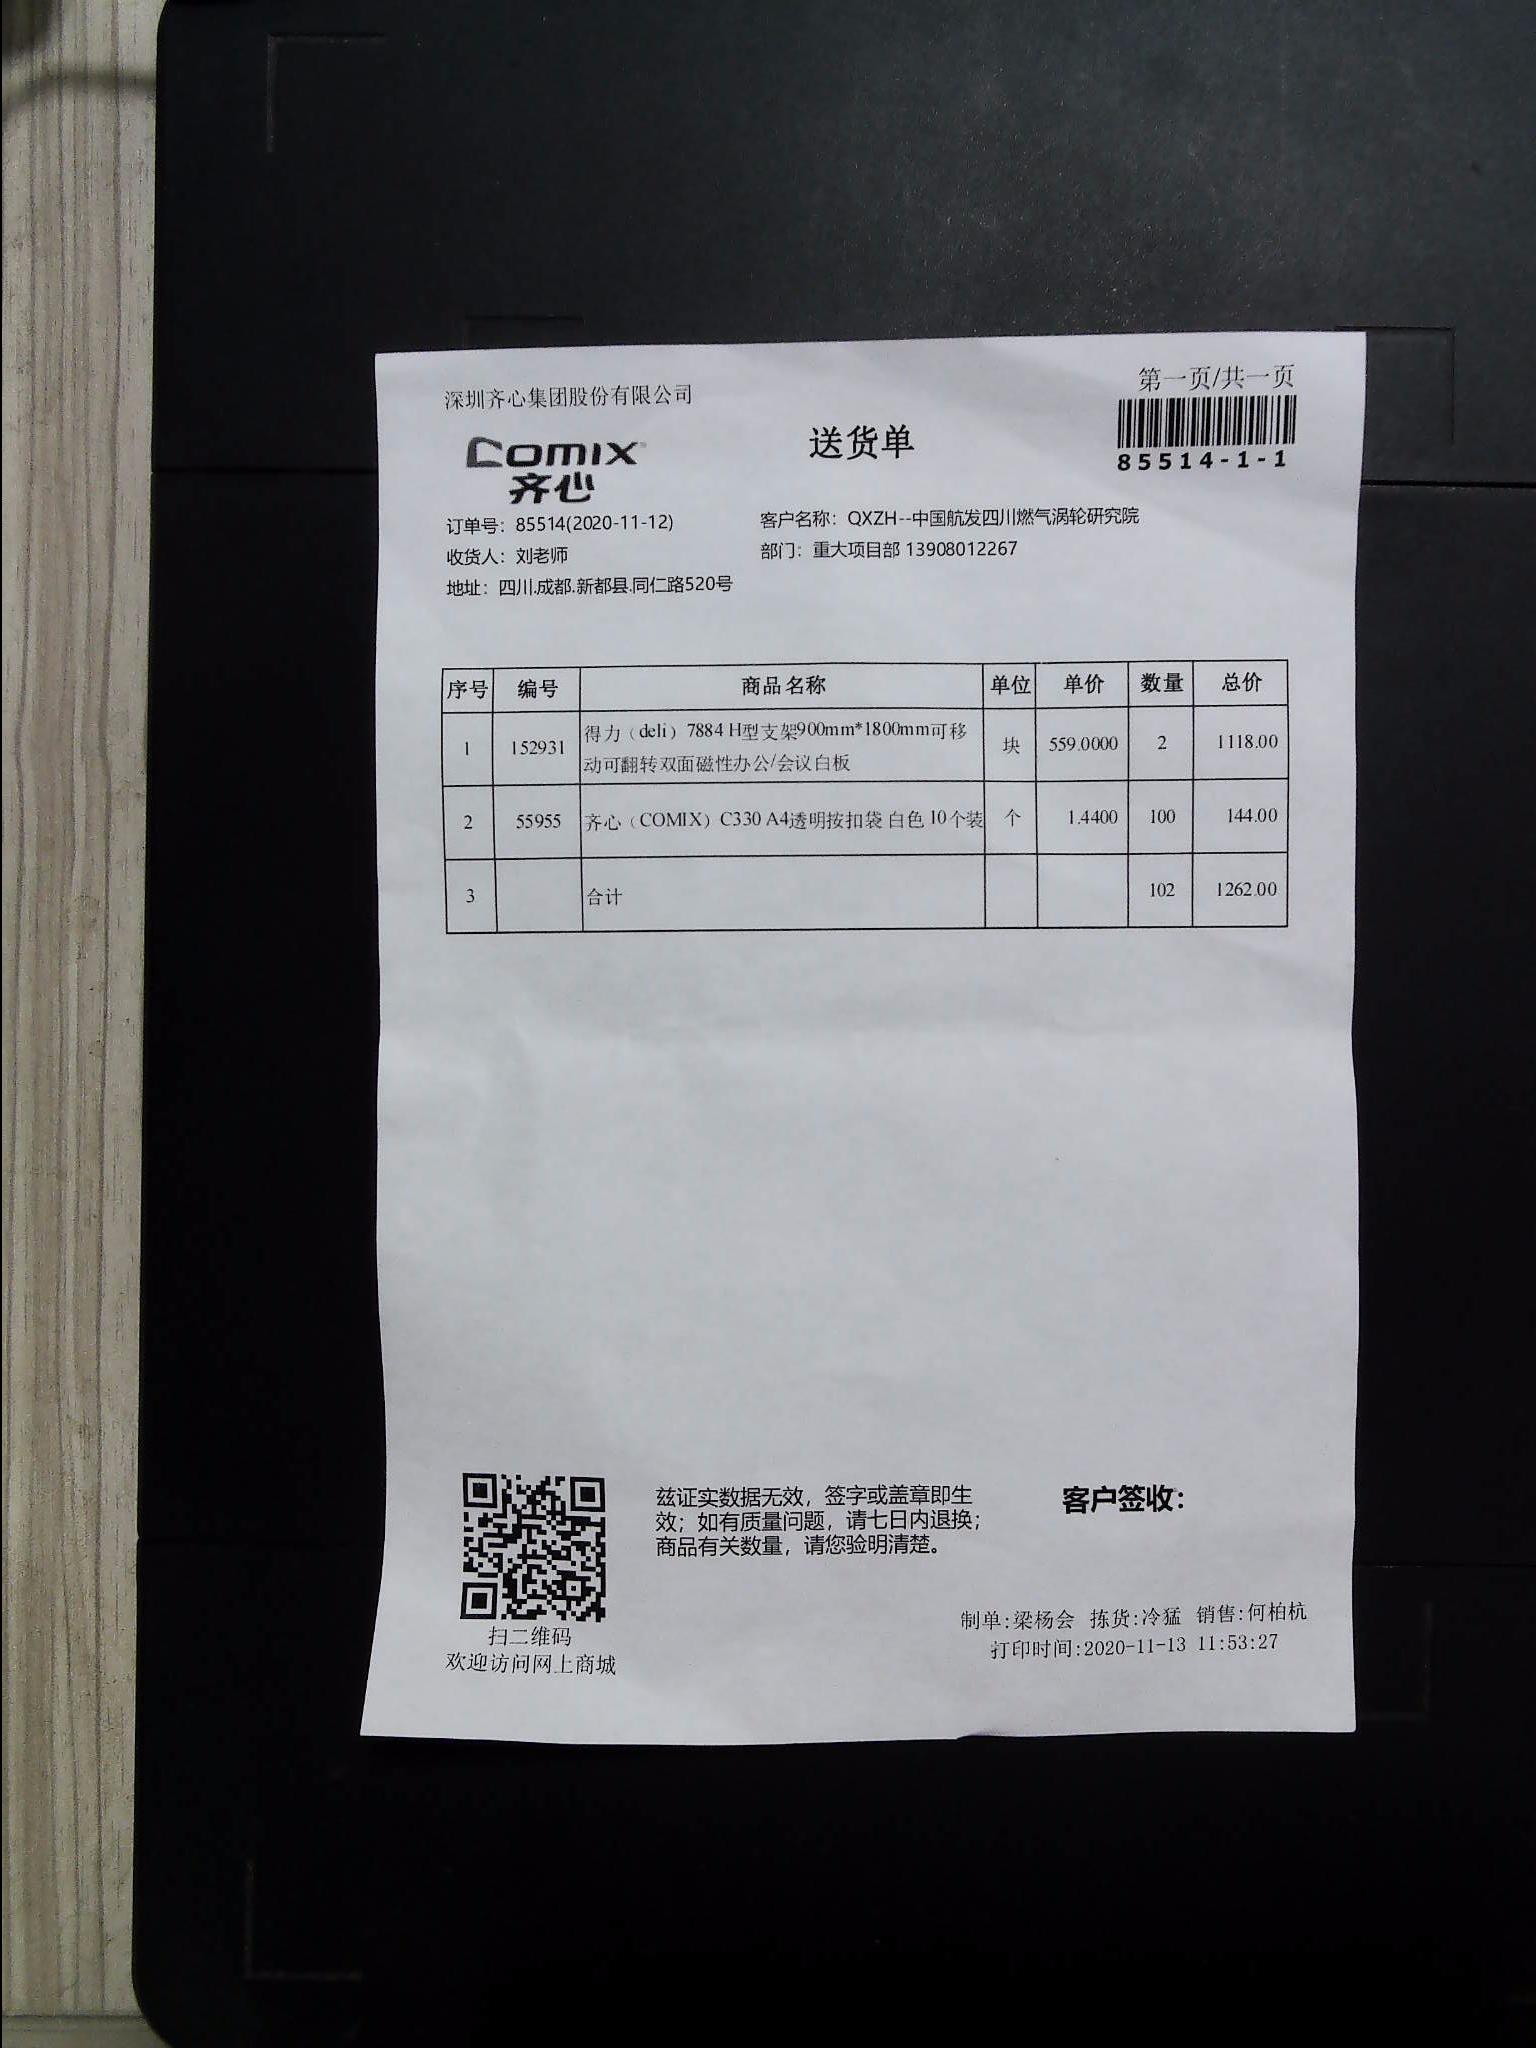 深圳齐心集团股份有限公司
第一页/共一页
COMIX
齐心
送货单
85514-1-1
订单号：85514(2020-11-12)
客户名称：QXZH--中国航发四川燃气涡轮研究院
收货人：刘老师
部门：重大项目部 13908012267
地址：四川.成都.新都县.同仁路520号
序号 编号 商品名称 单位 单价 数量 总价
1 152931 得力（deli）7884 H型支架900mm*1800mm可移 块 559.0000 2 1118.00
动可翻转双面磁性办公/会议白板
2 55955 齐心（COMIX）C330 A4透明按扣袋 白色 10个装 个 1.4400 100 144.00
3 合计 102 1262.00
兹证实数据无效，签字或盖章即生
效；如有质量问题，请七日内退换；
商品有关数量，请您验明清楚。
客户签收：
扫二维码
欢迎访问网上商城
制单:梁杨会 拣货:冷猛 销售:何柏杭
打印时间:2020-11-13 11:53:27